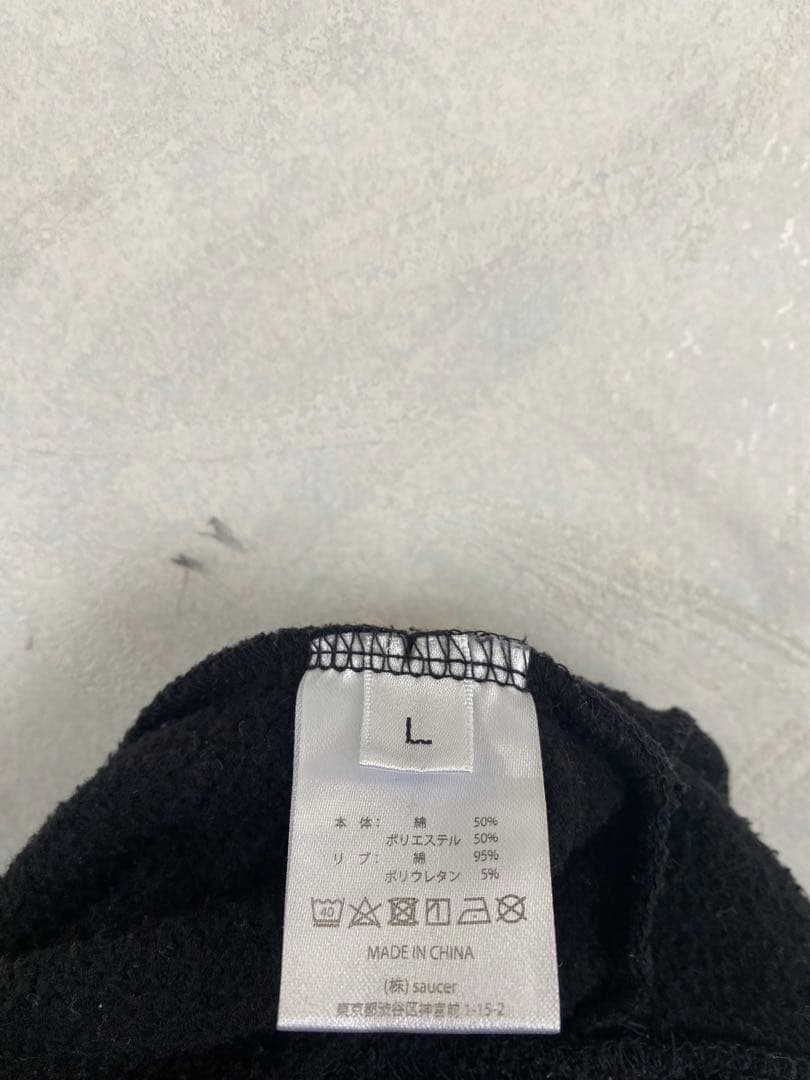 L
本 体： 綿 50%
ポリエステル 50%
リ ブ： 綿 95%
ポリウレタン 5%
40
MADE IN CHINA
(株) saucer
東京都渋谷区神宮前 1-15-2